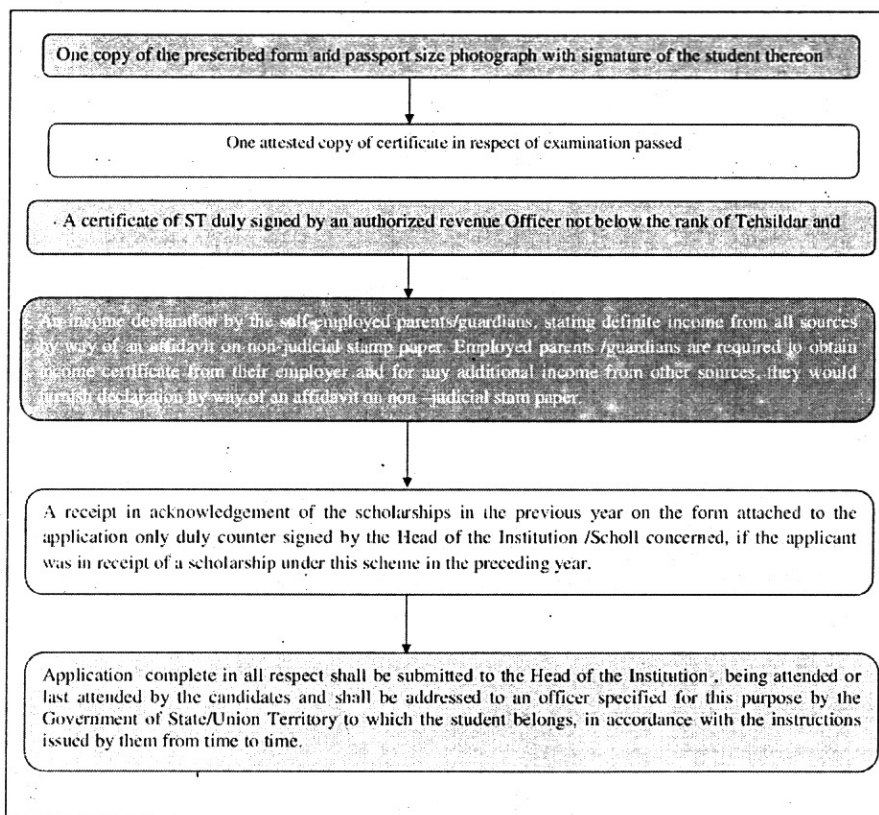 One copy of the prescribed form and passport size photograph with signature of the student thereon
One attested copy of certificate in respect of examination passed
A certificate of ST duly signed by an authorized revenue Officer not below the rank of Tehsildar and
An income declaration by the self-employed parents/guardians, stating definite income from all sources
by way of an affidavit on non-judicial stamp paper. Employed parents /guardians are required to obtain
income certificate from their employer and for any additional income from other sources, they would
furnish declaration by way of an affidavit on non –judicial stam paper.
A receipt in acknowledgement of the scholarships in the previous year on the form attached to the
application only duly counter signed by the Head of the Institution /Scholl concerned, if the applicant
was in receipt of a scholarship under this scheme in the preceding year.
Application complete in all respect shall be submitted to the Head of the Institution, being attended or
last attended by the candidates and shall be addressed to an officer specified for this purpose by the
Government of State/Union Territory to which the student belongs, in accordance with the instructions
issued by them from time to time.